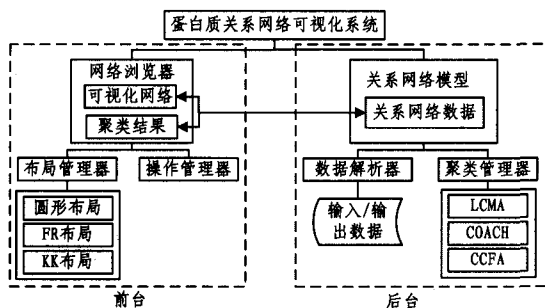 蛋白质关系网络可视化系统
网络浏览器
可视化网络
聚类结果
布局管理器
操作管理器
圆形布局
FR布局
KK布局
前台
关系网络模型
关系网络数据
数据解析器
聚类管理器
输入/输
出数据
LCMA
COACH
CCFA
后台